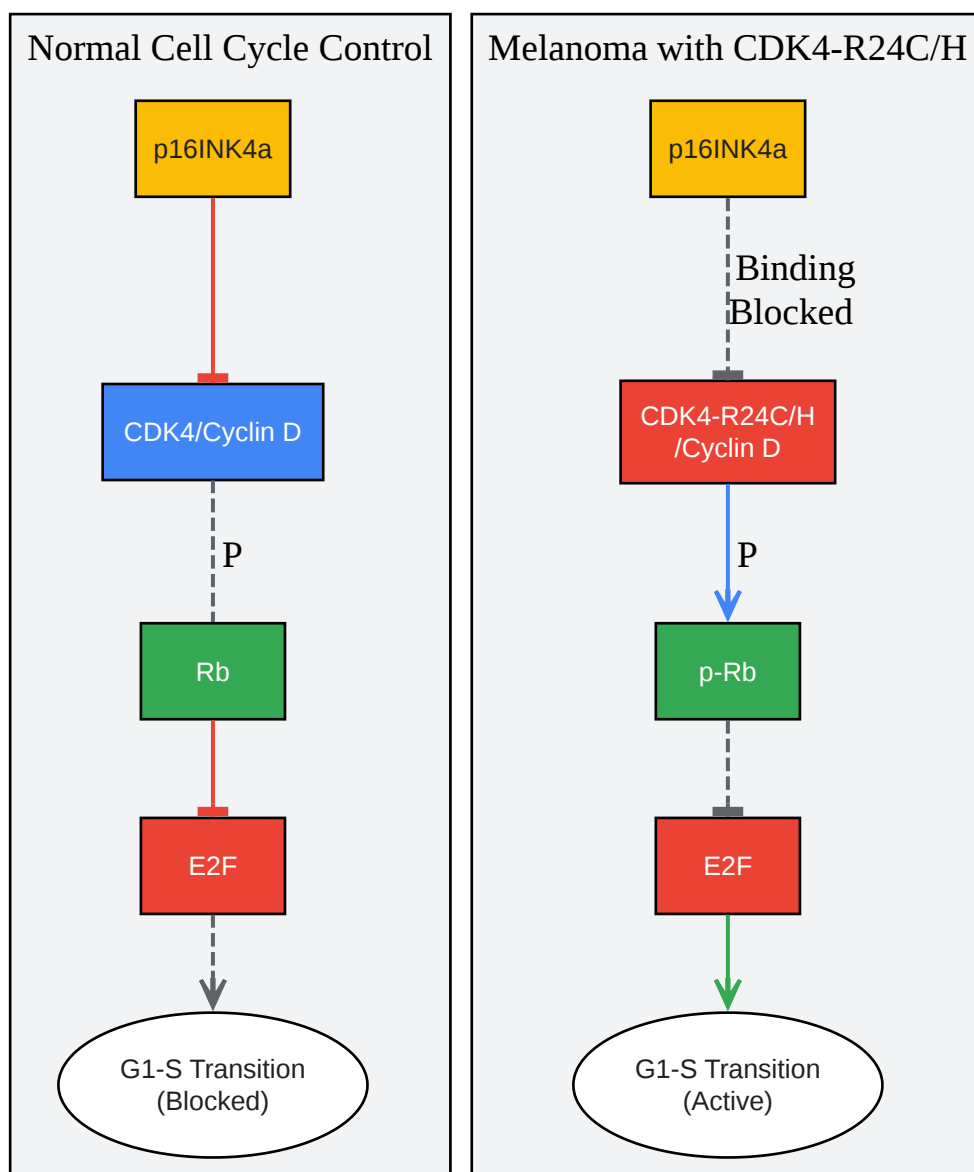 Normal Cell Cycle Control
p16INK4a
CDK4/Cyclin D
P
Rb
E2F
G1-S Transition
(Blocked)
Melanoma with CDK4-R24C/H
p16INK4a
Binding
Blocked
CDK4-R24C/H
/Cyclin D
P
p-Rb
E2F
G1-S Transition
(Active)